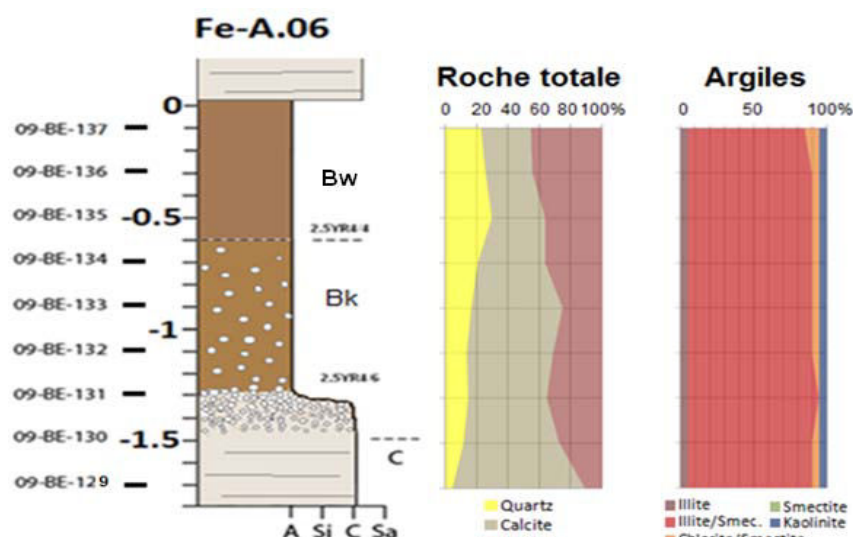 Fe-A.06
Roche totale
Argiles
0 20 40 60 80 100%
0 50 100%
0
09-BE-137
09-BE-136
Bw
09-BE-135
-0.5
2.5YR4/4
09-BE-134
Bk
09-BE-133
-1
09-BE-132
2.5YR4/6
09-BE-131
09-BE-130
-1.5
C
09-BE-129
A Si C Sa
Quartz
Calcite
Illite
Smectite
Illite/Smec.
Kaolinite
Chlorite/Smectite